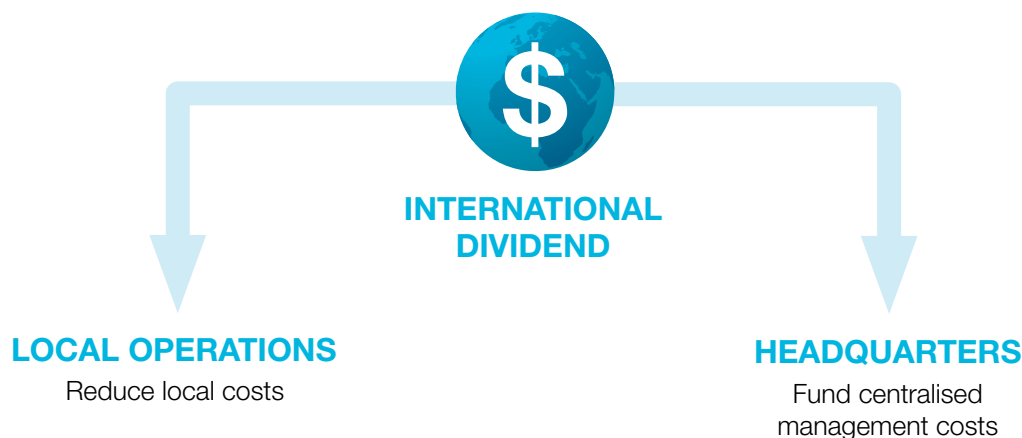 $
INTERNATIONAL
DIVIDEND
LOCAL OPERATIONS
Reduce local costs
HEADQUARTERS
Fund centralised
management costs